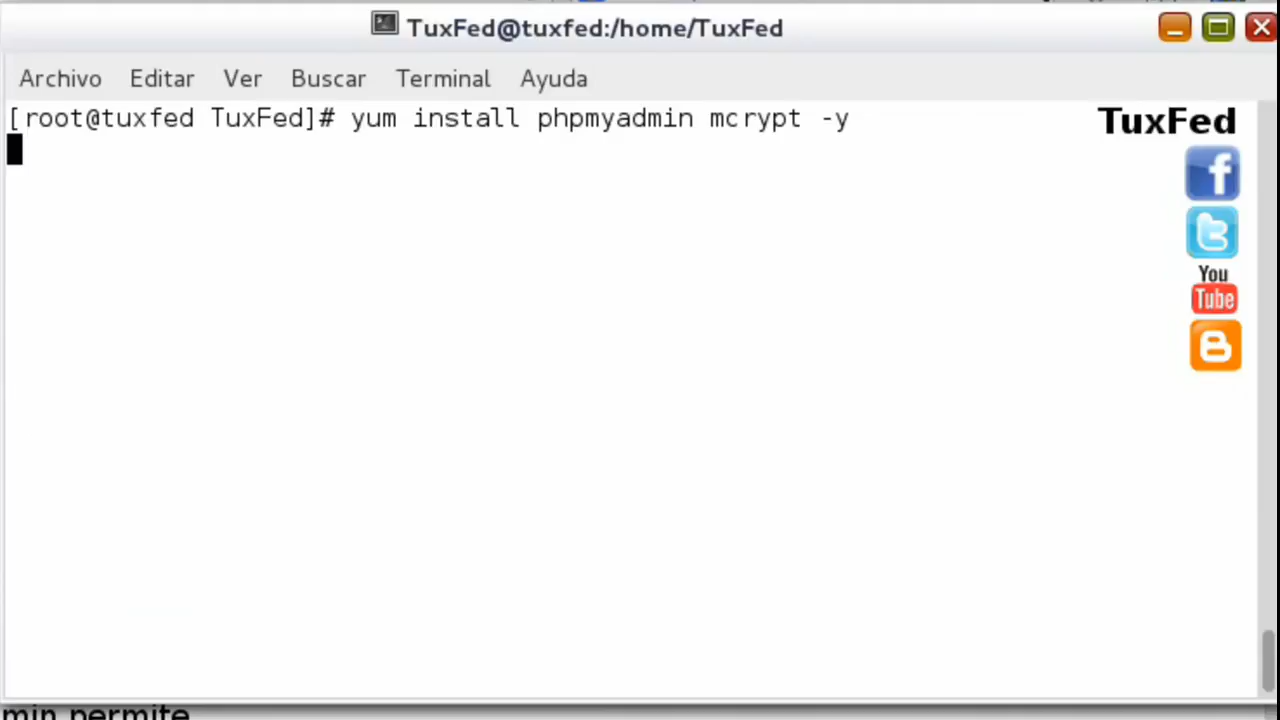 TuxFed@tuxfed:/home/TuxFed
Archivo Editar Ver Buscar Terminal Ayuda
[root@tuxfed TuxFed]# yum install phpmyadmin mcrypt -y
TuxFed
f
t
You
Tube
B
min permite